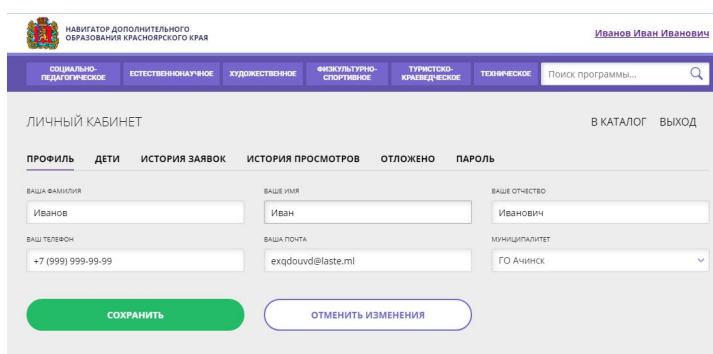 НАВИГАТОР ДОПОЛНИТЕЛЬНОГО
ОБРАЗОВАНИЯ КРАСНОЯРСКОГО КРАЯ
Иванов Иван Иванович
СОЦИАЛЬНО-
ПЕДАГОГИЧЕСКОЕ
ЕСТЕСТВЕННОНАУЧНОЕ
ХУДОЖЕСТВЕННОЕ
ФИЗКУЛЬТУРНО-
СПОРТИВНОЕ
ТУРИСТСКО-
КРАЕВЕДЧЕСКОЕ
ТЕХНИЧЕСКОЕ
Поиск программы...
ЛИЧНЫЙ КАБИНЕТ
В КАТАЛОГ ВЫХОД
ПРОФИЛЬ ДЕТИ ИСТОРИЯ ЗАЯВОК ИСТОРИЯ ПРОСМОТРОВ ОТЛОЖЕНО ПАРОЛЬ
ВАША ФАМИЛИЯ ВАШЕ ИМЯ ВАШЕ ОТЧЕСТВО
Иванов Иван Иванович
ВАШ ТЕЛЕФОН ВАША ПОЧТА МУНИЦИПАЛИТЕТ
+7 (999) 999-99-99 exqdouvd@laste.ml ГО Ачинск
СОХРАНИТЬ ОТМЕНИТЬ ИЗМЕНЕНИЯ